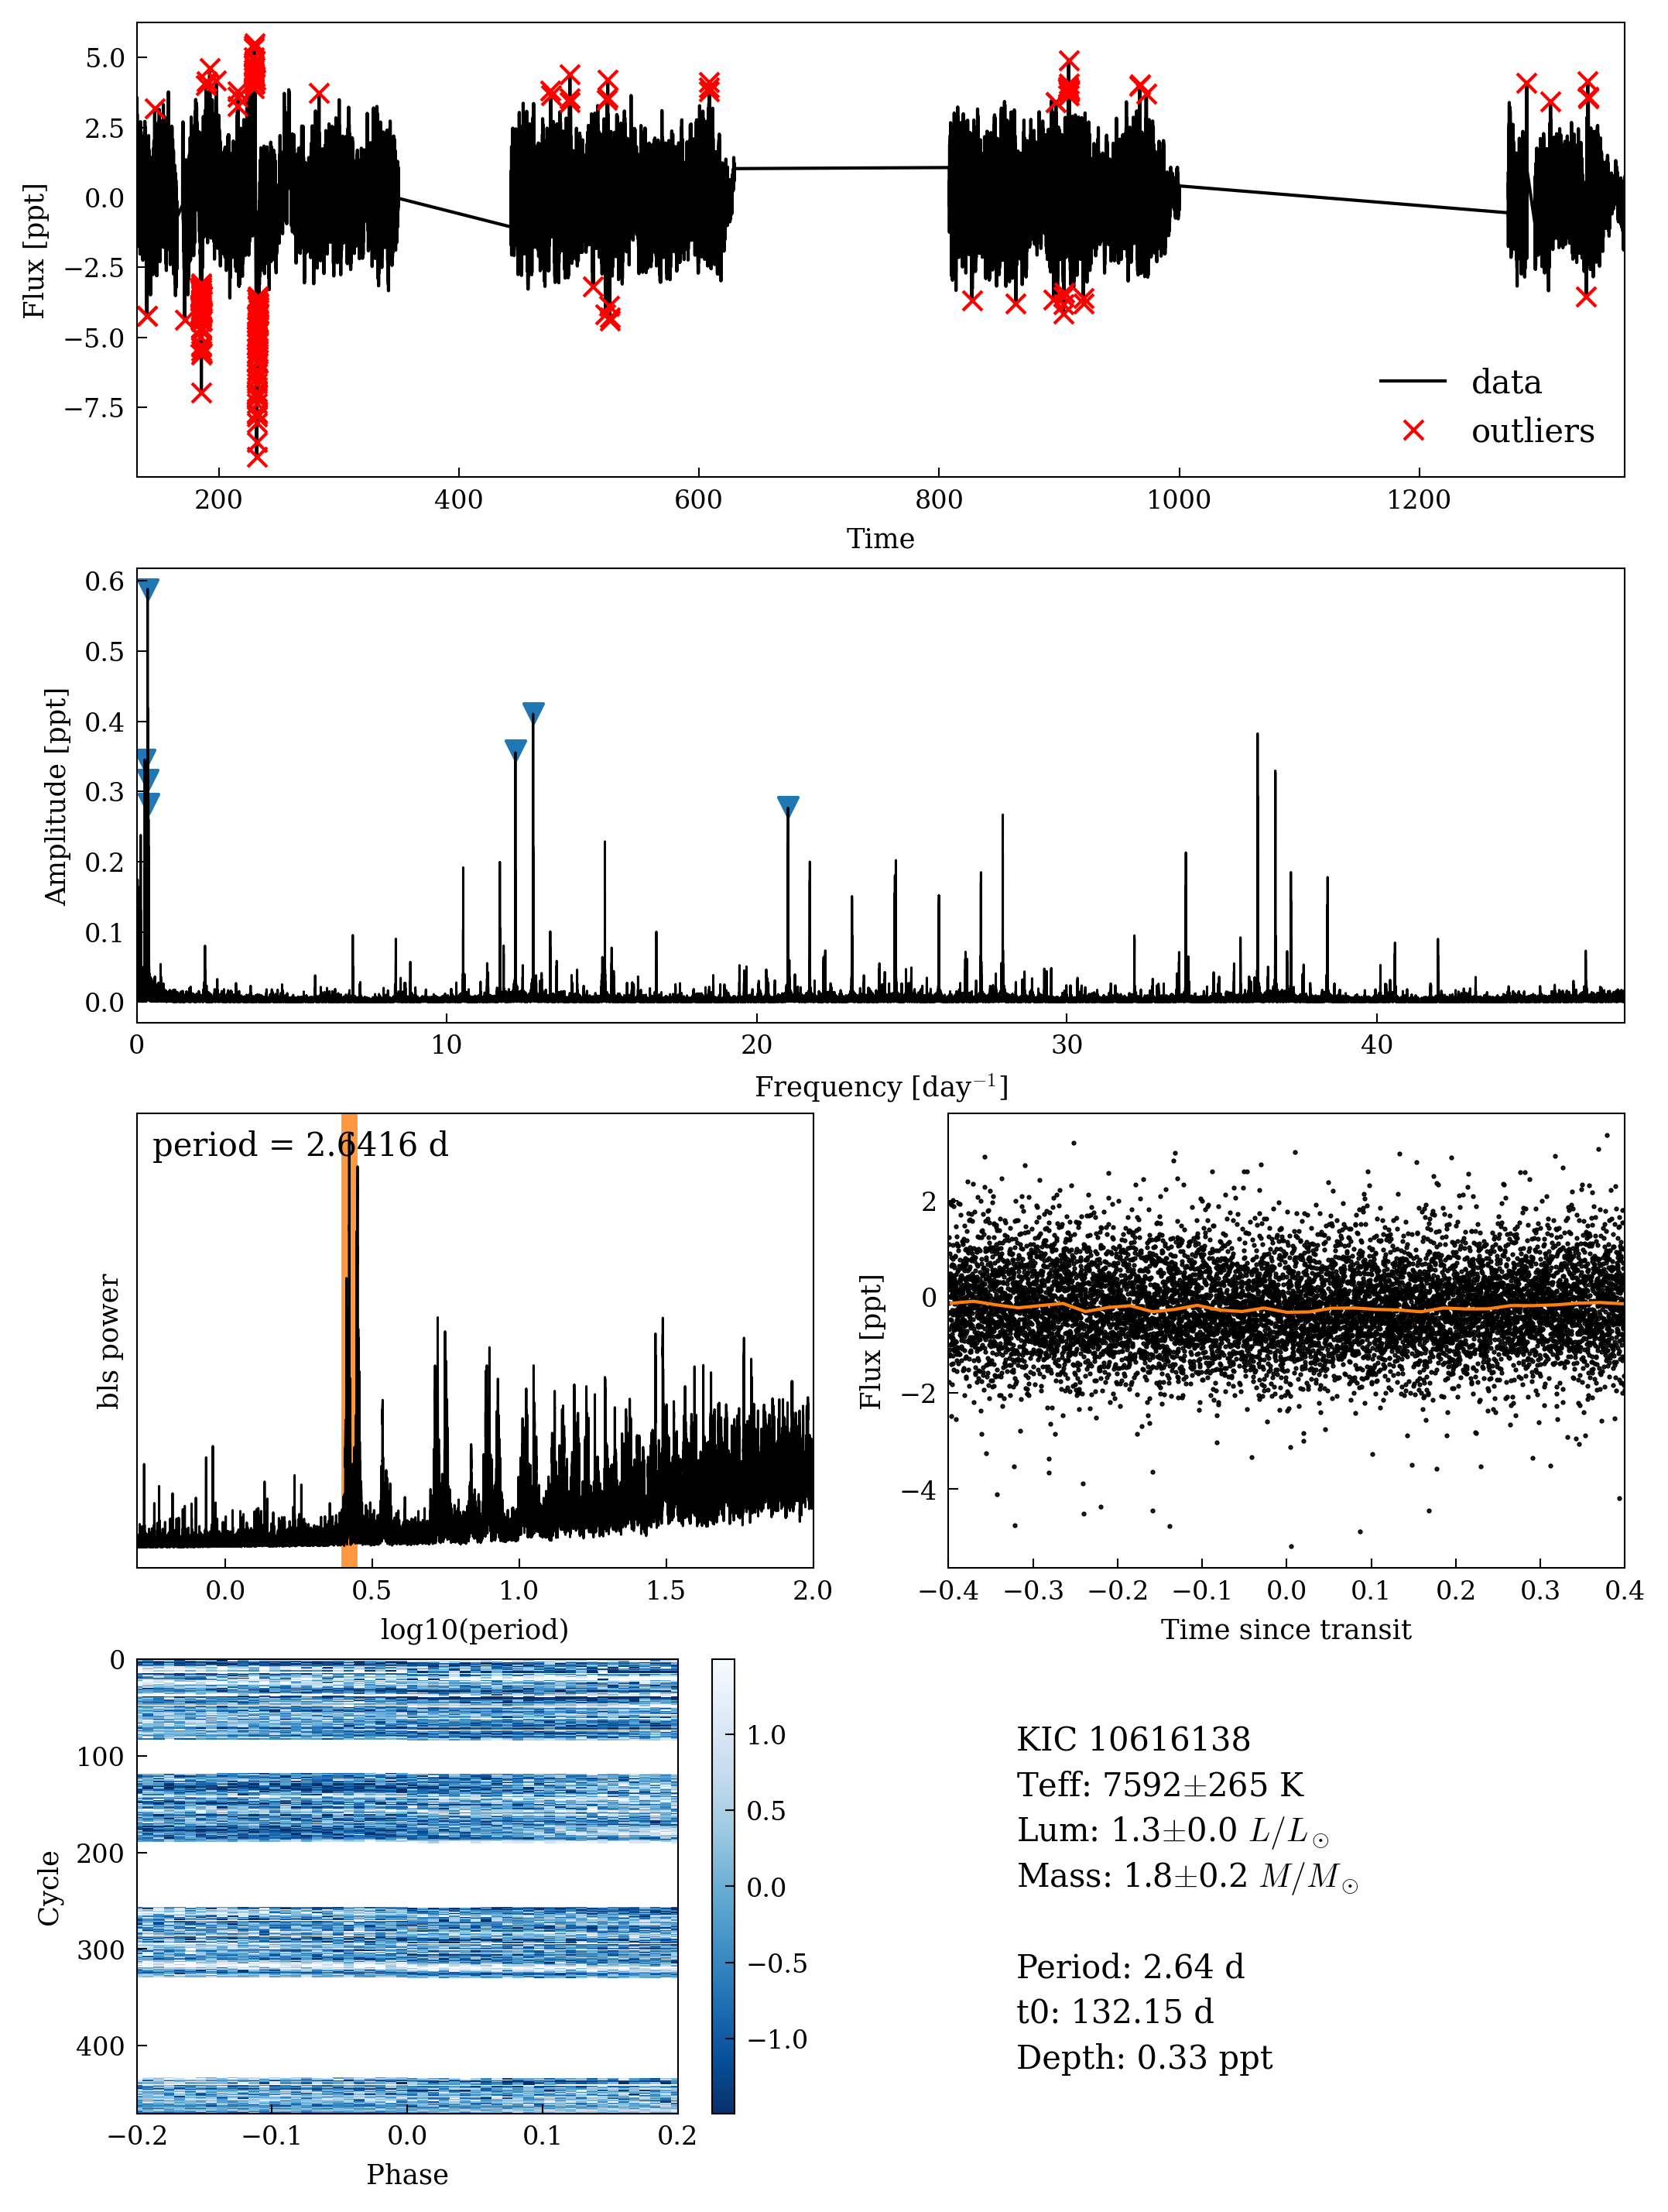 5.0
2.5
0.0
−2.5
−5.0
−7.5
Flux [ppt]
data
outliers
200 400 600 800 1000 1200
Time
0.6
0.5
0.4
0.3
0.2
0.1
0.0
Amplitude [ppt]
0 10 20 30 40
Frequency [day⁻¹]
period = 2.6416 d
bls power
0.0 0.5 1.0 1.5 2.0
log10(period)
2
0
−2
−4
Flux [ppt]
−0.4 −0.3 −0.2 −0.1 0.0 0.1 0.2 0.3 0.4
Time since transit
0
100
200
300
400
Cycle
−0.2 −0.1 0.0 0.1 0.2
Phase
1.0
0.5
0.0
−0.5
−1.0
KIC 10616138
Teff: 7592±265 K
Lum: 1.3±0.0 L/L⊙
Mass: 1.8±0.2 M/M⊙
Period: 2.64 d
t0: 132.15 d
Depth: 0.33 ppt